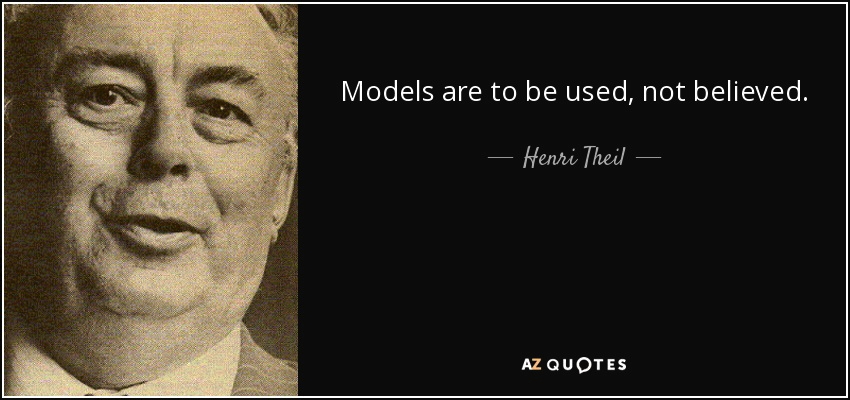 Models are to be used, not believed.
— Henri Theil —
AZ QUOTES